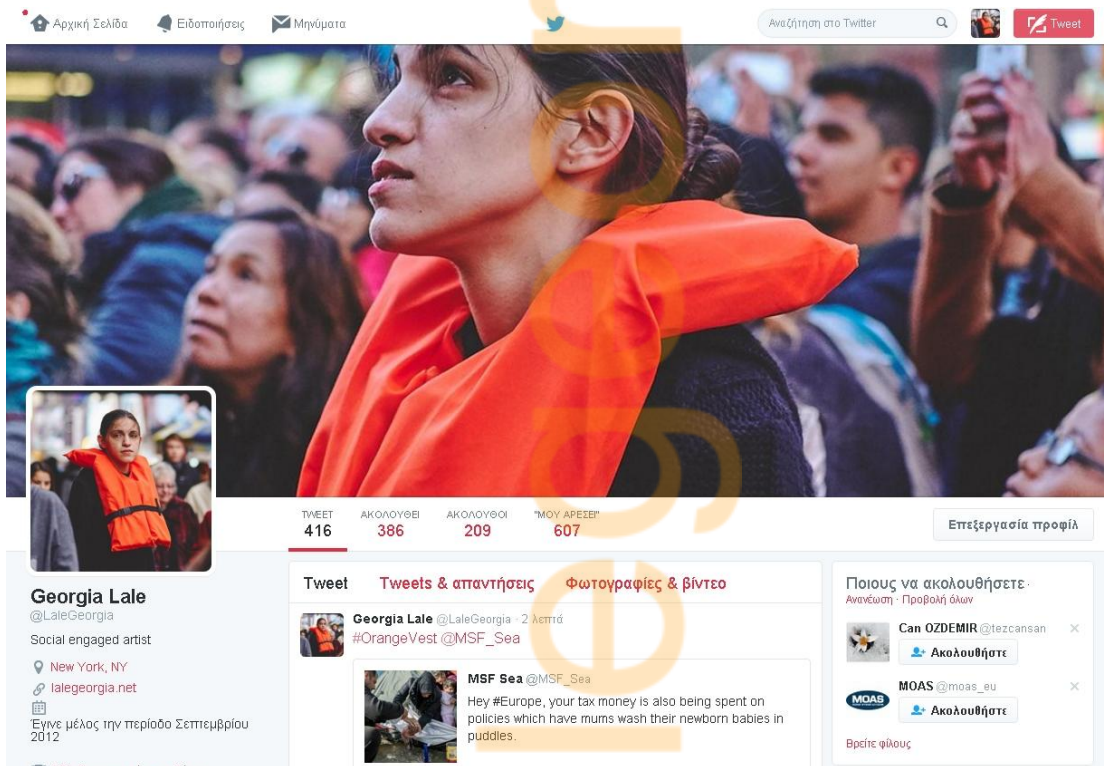 Αρχική Σελίδα
Ειδοποιήσεις
Μηνύματα
Αναζήτηση στο Twitter
Tweet
TWEET
416
ΑΚΟΛΟΥΘΕΙ
386
ΑΚΟΛΟΥΘΟΙ
209
"ΜΟΥ ΑΡΕΣΕΙ"
607
Επεξεργασία προφίλ
Georgia Lale
@LaleGeorgia
Social engaged artist
New York, NY
lalegeorgia.net
Έγινε μέλος την περίοδο Σεπτεμβρίου
2012
Tweet
Tweets & απαντήσεις
Φωτογραφίες & βίντεο
Georgia Lale @LaleGeorgia · 2 λεπτά
#OrangeVest @MSF_Sea
MSF Sea @MSF_Sea
Hey #Europe, your tax money is also being spent on
policies which have mums wash their newborn babies in
puddles.
Ποιους να ακολουθήσετε ·
Ανανέωση · Προβολή όλων
Can OZDEMIR @tezcansan
Ακολουθήστε
MOAS
MOAS @moas_eu
Ακολουθήστε
Βρείτε φίλους